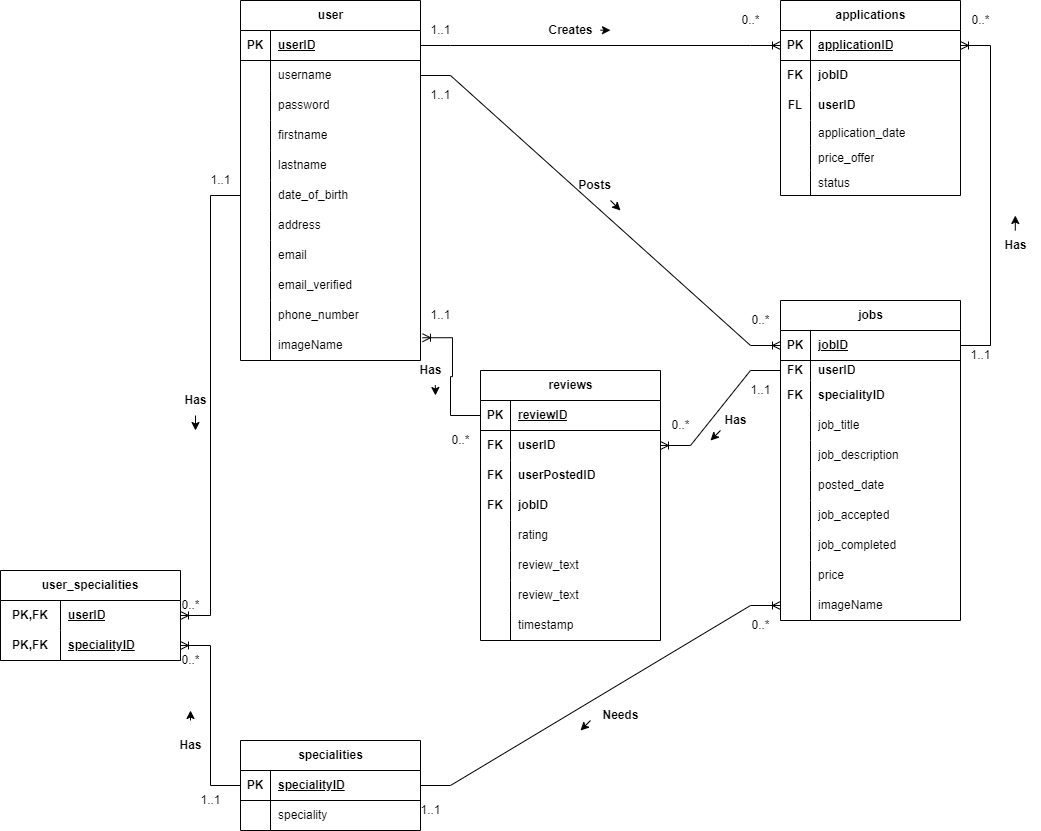 user
PK userID
username
password
firstname
lastname
date_of_birth
address
email
email_verified
phone_number
imageName
1..1
Creates
0..*
applications
0..*
PK applicationID
FK jobID
FL userID
application_date
price_offer
status
1..1
Posts
0..*
Has
1..1
jobs
PK jobID
FK userID
FK specialityID
job_title
job_description
posted_date
job_accepted
job_completed
price
imageName
1..1
Has
0..*
reviews
PK reviewID
FK userID
FK userPostedID
FK jobID
rating
review_text
review_text
timestamp
1..1
Has
0..*
1..1
Has
0..*
user_specialities
PK,FK userID
PK,FK specialityID
0..*
Has
1..1
specialities
PK specialityID
speciality
1..1
Needs
0..*